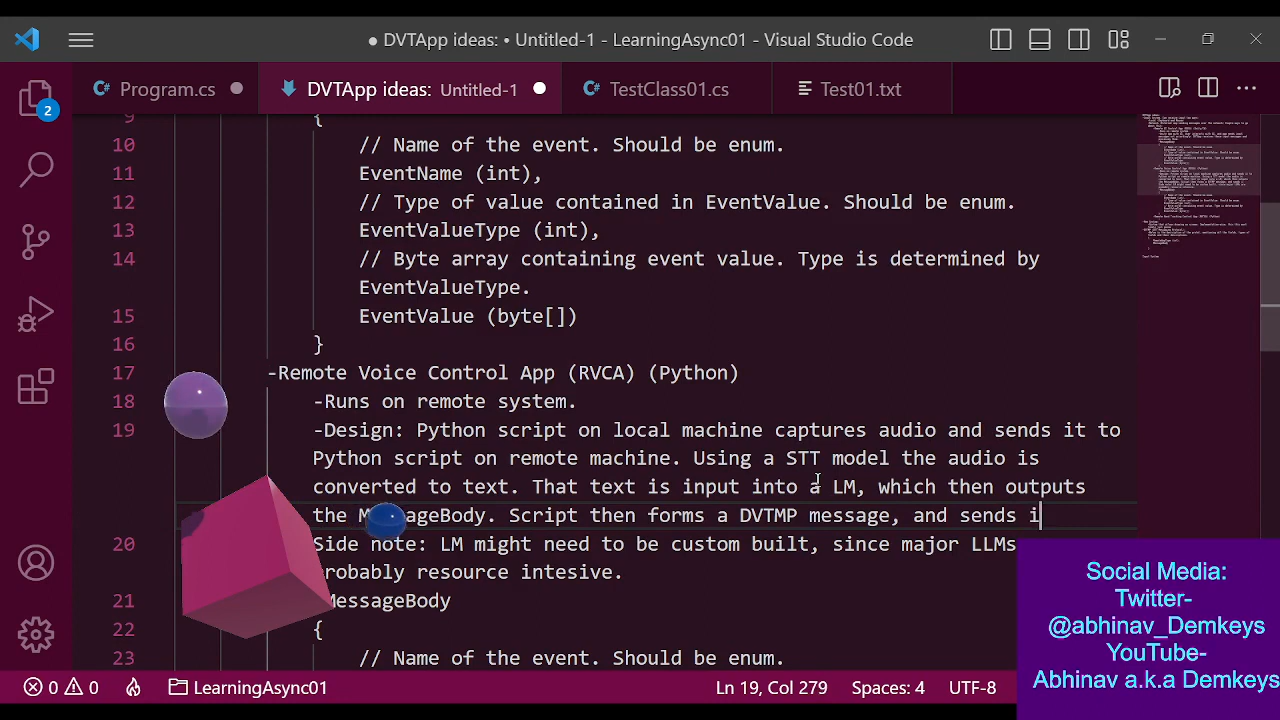 ● DVTApp ideas: • Untitled-1 - LearningAsync01 - Visual Studio Code
Program.cs
DVTApp ideas: Untitled-1
TestClass01.cs
Test01.txt
2
9 {
10 // Name of the event. Should be enum.
11 EventName (int),
12 // Type of value contained in EventValue. Should be enum.
13 EventValueType (int),
14 // Byte array containing event value. Type is determined by
EventValueType.
15 EventValue (byte[])
16 }
17 -Remote Voice Control App (RVCA) (Python)
18 -Runs on remote system.
19 -Design: Python script on local machine captures audio and sends it to
Python script on remote machine. Using a STT model the audio is
converted to text. That text is input into a LM, which then outputs
the MessageBody. Script then forms a DVTMP message, and sends i
20 Side note: LM might need to be custom built, since major LLMs
probably resource intesive.
21 MessageBody
22 {
23 // Name of the event. Should be enum.
0 0 LearningAsync01 Ln 19, Col 279 Spaces: 4 UTF-8
Social Media:
Twitter-
@abhinav_Demkeys
YouTube-
Abhinav a.k.a Demkeys